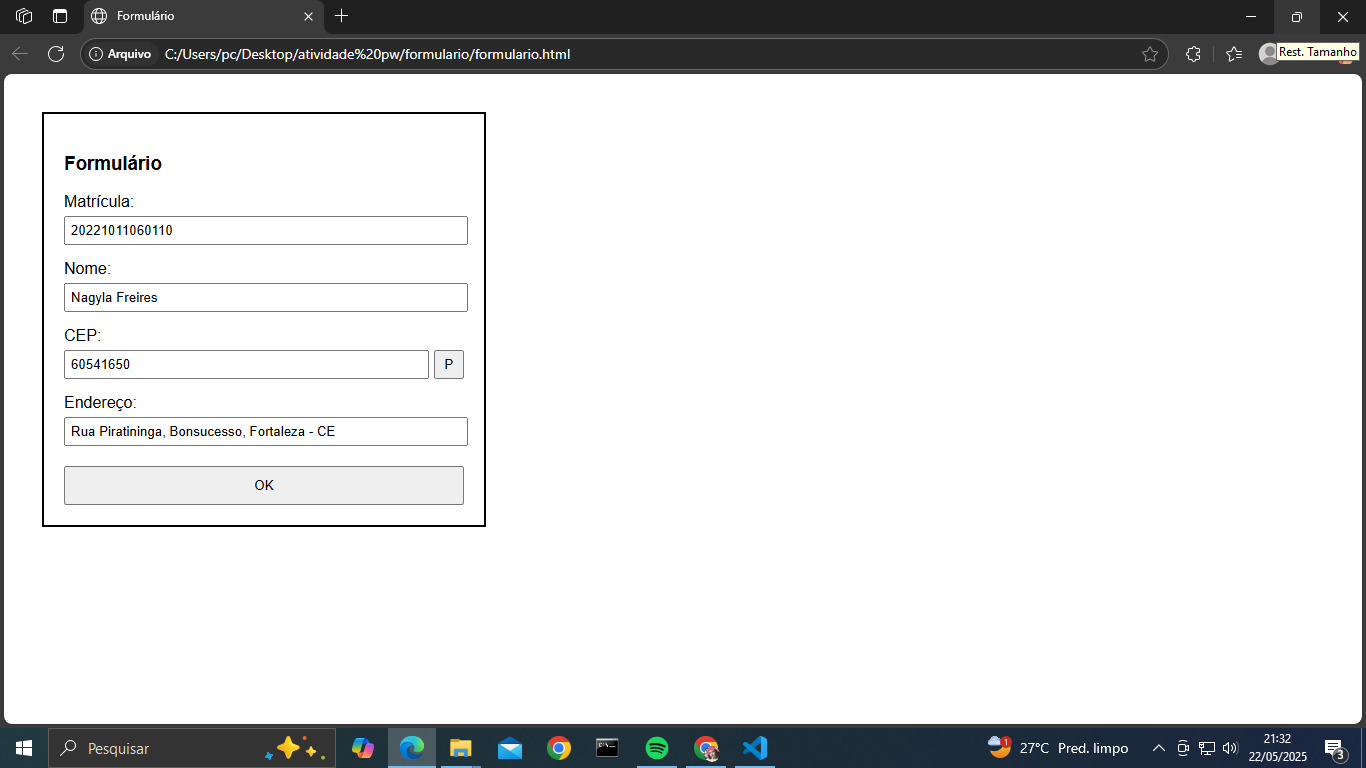 Formulário
Arquivo C:/Users/pc/Desktop/atividade%20pw/formulario/formulario.html
Rest. Tamanho
Formulário
Matrícula:
20221011060110
Nome:
Nagyla Freires
CEP:
60541650 P
Endereço:
Rua Piratininga, Bonsucesso, Fortaleza - CE
OK
Pesquisar
1
27°C Pred. limpo
21:32
22/05/2025
3